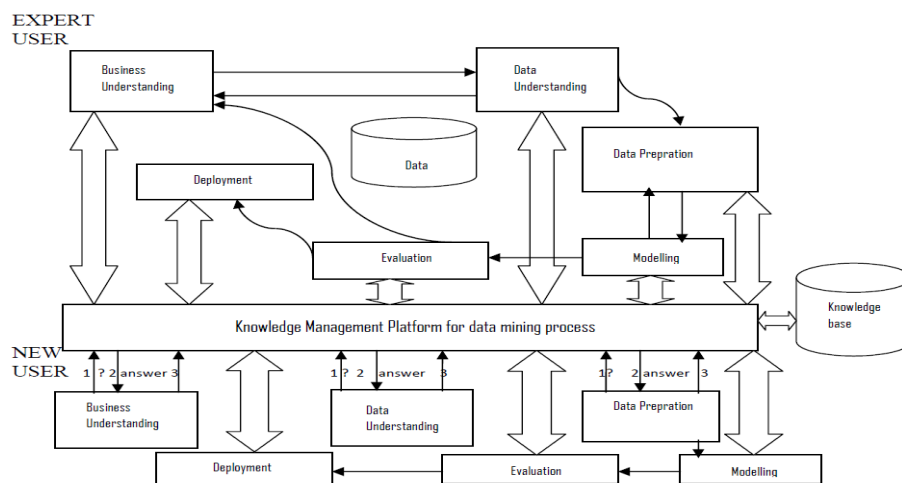 EXPERT
USER
Business
Understanding
Data
Understanding
Data
Data Prepration
Deployment
Evaluation
Modelling
Knowledge Management Platform for data mining process
Knowledge
base
NEW
USER
1 ? 2 answer 3
1? 2 answer 3
1? 2 answer 3
Business
Understanding
Data
Understanding
Data Prepration
Deployment
Evaluation
Modelling